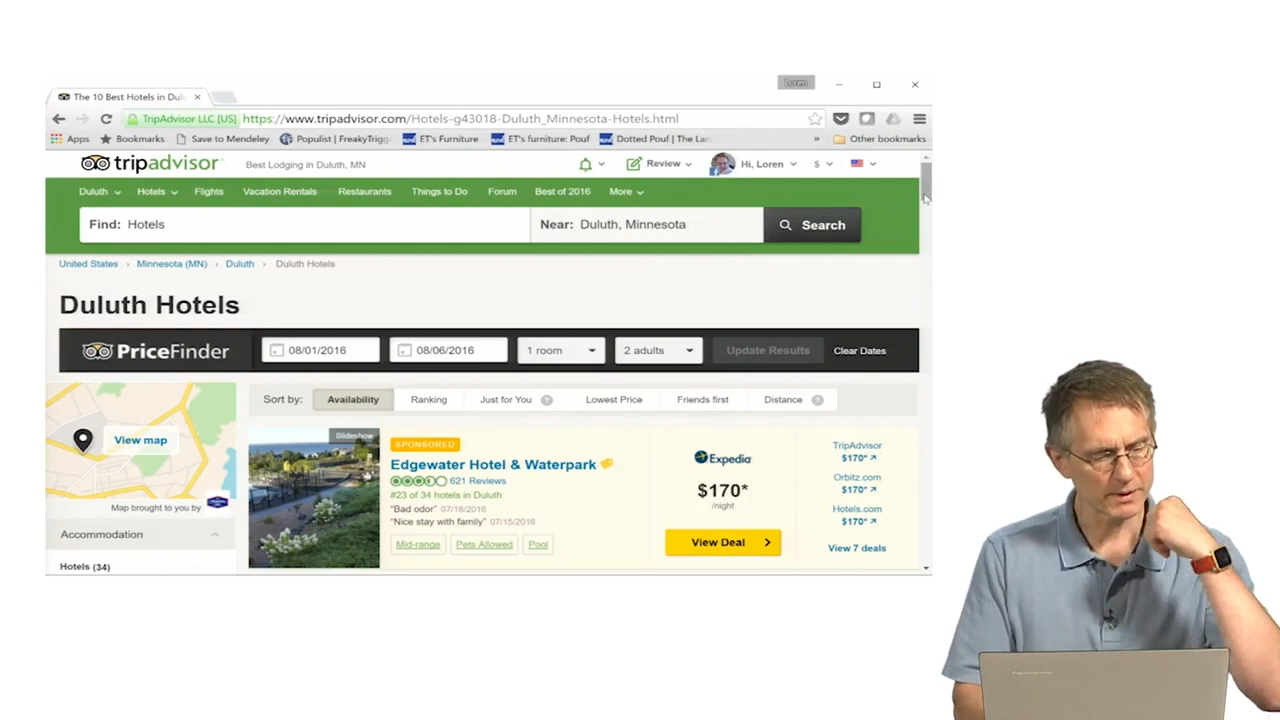 Loren
The 10 Best Hotels in Dul
TripAdvisor LLC [US] https://www.tripadvisor.com/Hotels-g43018-Duluth_Minnesota-Hotels.html
Apps Bookmarks Save to Mendeley Populist | FreakyTrigg ET's Furniture ET's furniture: Pouf Dotted Pouf | The Lan » Other bookmarks
tripadvisor Best Lodging in Duluth, MN Review Hi, Loren $
Duluth Hotels Flights Vacation Rentals Restaurants Things to Do Forum Best of 2016 More
Find: Hotels Near: Duluth, Minnesota Search
United States › Minnesota (MN) › Duluth › Duluth Hotels
Duluth Hotels
PriceFinder 08/01/2016 08/06/2016 1 room 2 adults Update Results Clear Dates
Sort by: Availability Ranking Just for You ? Lowest Price Friends first Distance ?
View map
Map brought to you by
Accommodation
Hotels (34)
Slideshow
SPONSORED
Edgewater Hotel & Waterpark
621 Reviews
#23 of 34 hotels in Duluth
“Bad odor” 07/18/2016
“Nice stay with family” 07/15/2016
Mid-range Pets Allowed Pool
Expedia
$170*
/night
View Deal
TripAdvisor
$170*
Orbitz.com
$170*
Hotels.com
$170*
View 7 deals